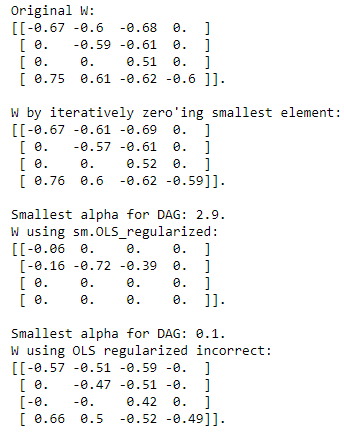 Original W:
[[-0.67 -0.6  -0.68  0.  ]
 [ 0.   -0.59 -0.61  0.  ]
 [ 0.    0.    0.51  0.  ]
 [ 0.75  0.61 -0.62 -0.6 ]].
W by iteratively zero'ing smallest element:
[[-0.67 -0.61 -0.69  0.  ]
 [ 0.   -0.57 -0.61  0.  ]
 [ 0.    0.    0.52  0.  ]
 [ 0.76  0.6  -0.62 -0.59]].
Smallest alpha for DAG: 2.9.
W using sm.OLS_regularized:
[[-0.06  0.    0.    0.  ]
 [-0.16 -0.72 -0.39  0.  ]
 [ 0.    0.    0.    0.  ]
 [ 0.    0.    0.    0.  ]].
Smallest alpha for DAG: 0.1.
W using OLS regularized incorrect:
[[-0.57 -0.51 -0.59 -0.  ]
 [ 0.   -0.47 -0.51 -0.  ]
 [-0.   -0.    0.42  0.  ]
 [ 0.66  0.5  -0.52 -0.49]].